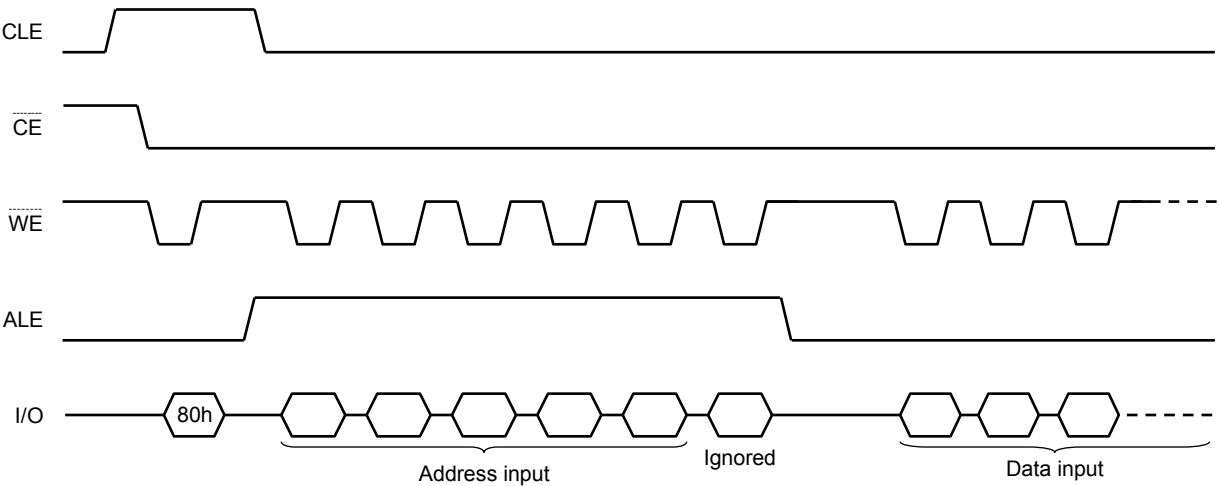 CLE
CE
WE
ALE
I/O
80h
Address input
Ignored
Data input